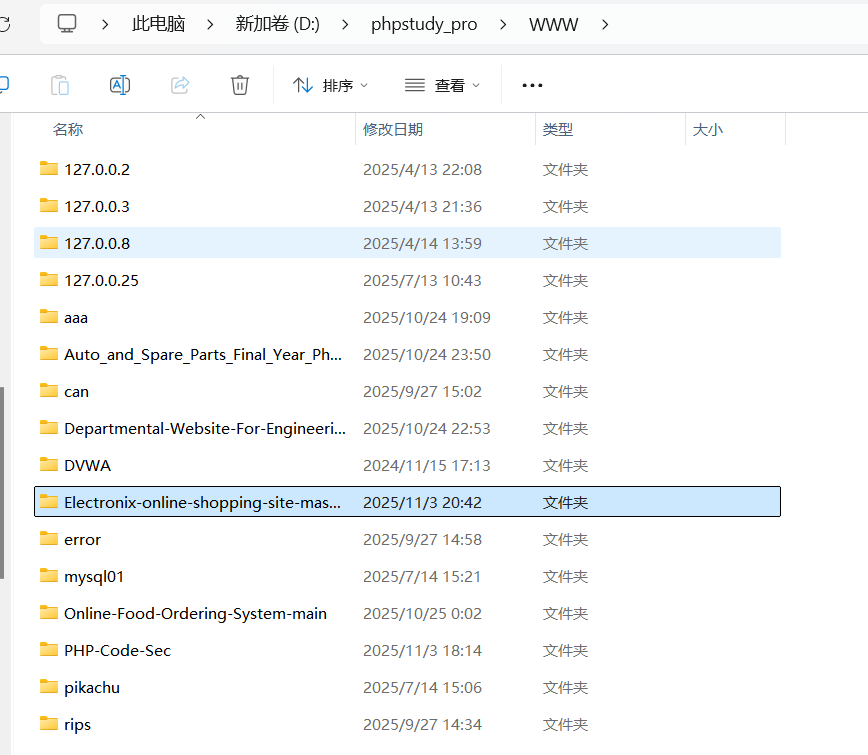 此电脑 > 新加卷 (D:) > phpstudy_pro > WWW >
排序 查看 •••
名称 修改日期 类型 大小
127.0.0.2 2025/4/13 22:08 文件夹
127.0.0.3 2025/4/13 21:36 文件夹
127.0.0.8 2025/4/14 13:59 文件夹
127.0.0.25 2025/7/13 10:43 文件夹
aaa 2025/10/24 19:09 文件夹
Auto_and_Spare_Parts_Final_Year_Ph... 2025/10/24 23:50 文件夹
can 2025/9/27 15:02 文件夹
Departmental-Website-For-Engineeri... 2025/10/24 22:53 文件夹
DVWA 2024/11/15 17:13 文件夹
Electronix-online-shopping-site-mas... 2025/11/3 20:42 文件夹
error 2025/9/27 14:58 文件夹
mysql01 2025/7/14 15:21 文件夹
Online-Food-Ordering-System-main 2025/10/25 0:02 文件夹
PHP-Code-Sec 2025/11/3 18:14 文件夹
pikachu 2025/7/14 15:06 文件夹
rips 2025/9/27 14:34 文件夹